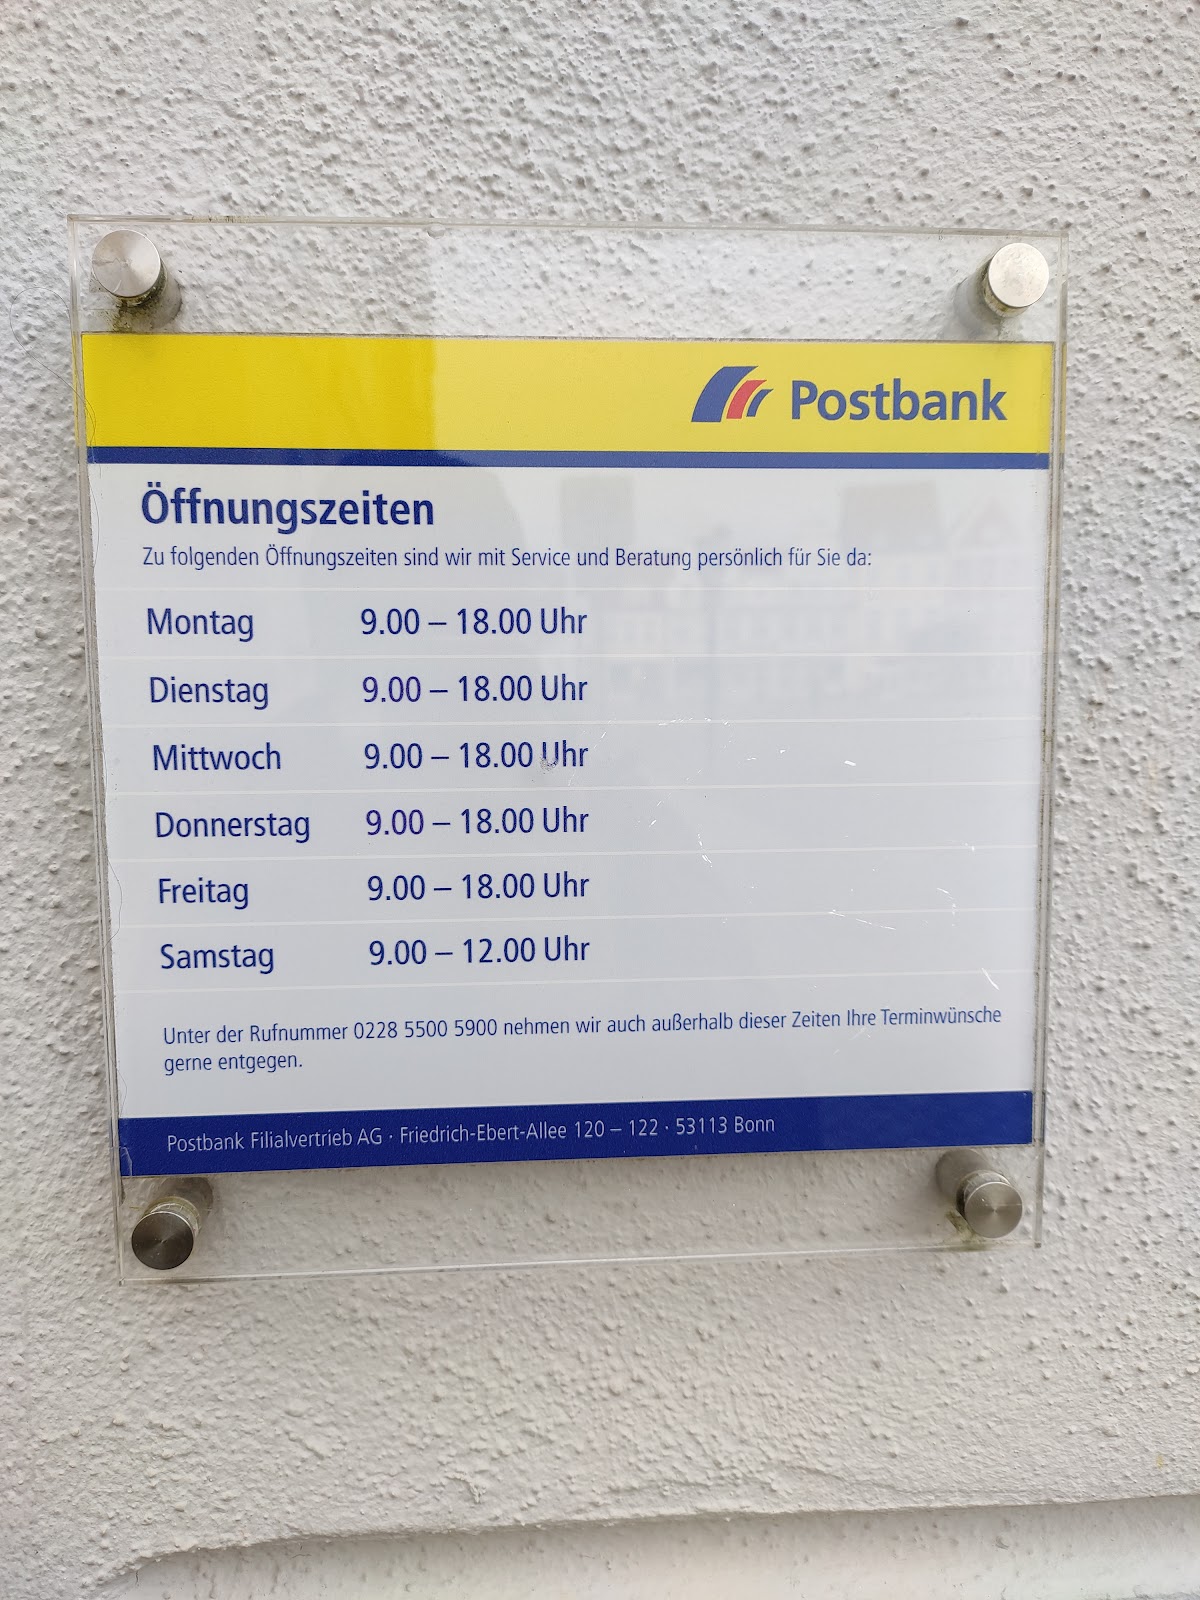 Postbank
Öffnungszeiten
Zu folgenden Öffnungszeiten sind wir mit Service und Beratung persönlich für Sie da:
Montag 9.00 – 18.00 Uhr
Dienstag 9.00 – 18.00 Uhr
Mittwoch 9.00 – 18.00 Uhr
Donnerstag 9.00 – 18.00 Uhr
Freitag 9.00 – 18.00 Uhr
Samstag 9.00 – 12.00 Uhr
Unter der Rufnummer 0228 5500 5900 nehmen wir auch außerhalb dieser Zeiten Ihre Terminwünsche
gerne entgegen.
Postbank Filialvertrieb AG · Friedrich-Ebert-Allee 120 – 122 · 53113 Bonn